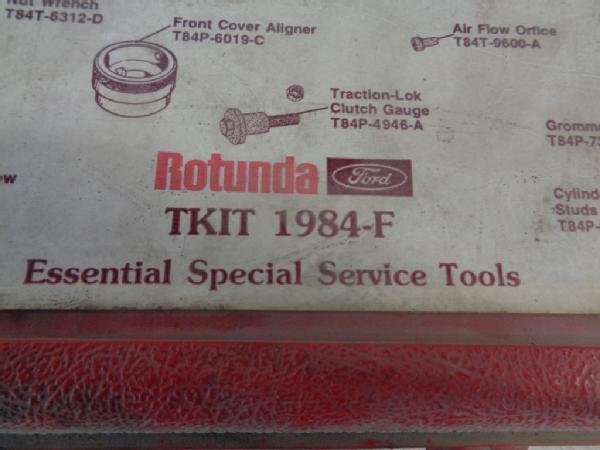 Nut Wrench
T84T-6312-D
Front Cover Aligner
T84P-6019-C
Air Flow Orfice
T84T-9600-A
Traction-Lok
Clutch Gauge
T84P-4946-A
Rotunda Ford
TKIT 1984-F
Essential Special Service Tools